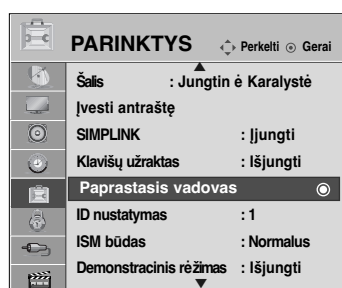 PARINKTYS Perkelti Gerai
Šalis : Jungtin ė Karalystė
Įvesti antraštę
SIMPLINK : Įjungti
Klavišų užraktas : Išjungti
Paprastasis vadovas
ID nustatymas : 1
ISM būdas : Normalus
Demonstracinis rėžimas : Išjungti